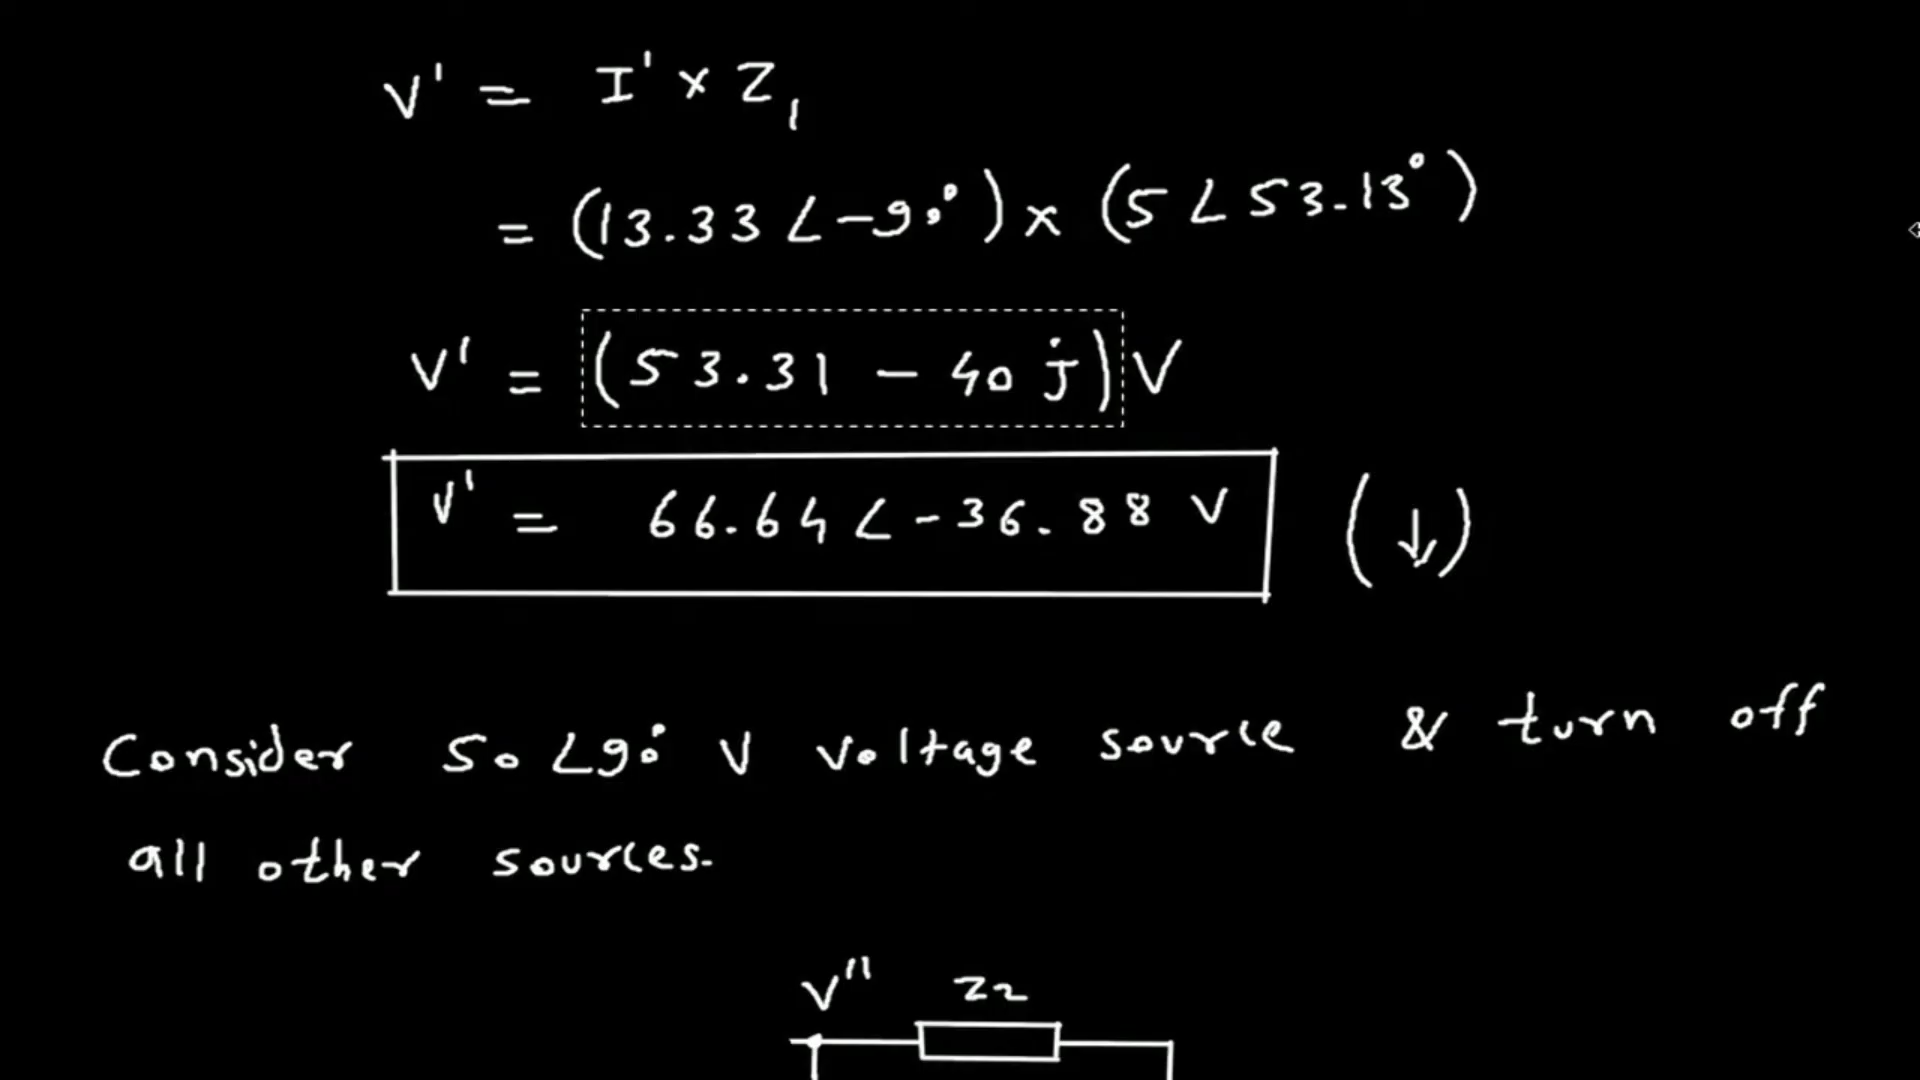 V' = I' × Z₁
= (13.33∠-90°) × (5∠53.13°)
V' = (53.31 - 40j) V
V' = 66.64∠-36.88 V (↓)
Consider 50∠90° V voltage source & turn off
all other sources.
V'' Z2